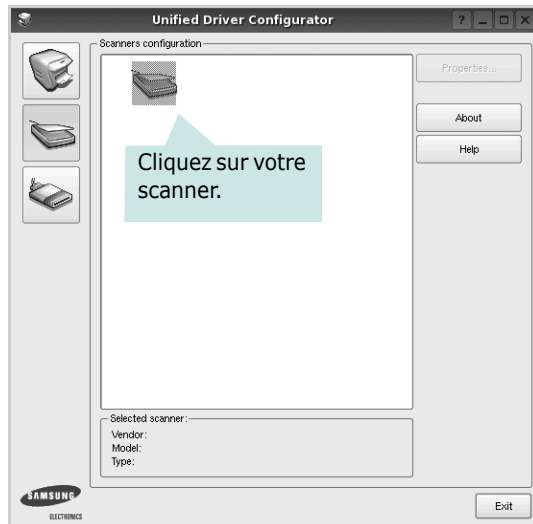 Unified Driver Configurator
Scanners configuration
Properties...
About
Help
Cliquez sur votre
scanner.
Selected scanner:
Vendor:
Model:
Type:
SAMSUNG
ELECTRONICS
Exit